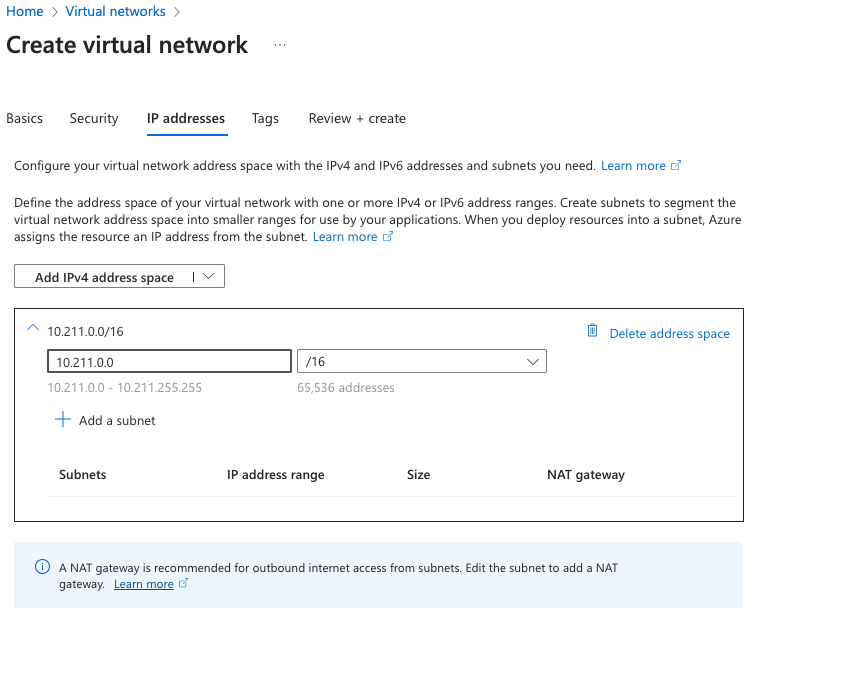 Home > Virtual networks >
Create virtual network ...
Basics Security IP addresses Tags Review + create
Configure your virtual network address space with the IPv4 and IPv6 addresses and subnets you need. Learn more
Define the address space of your virtual network with one or more IPv4 or IPv6 address ranges. Create subnets to segment the
virtual network address space into smaller ranges for use by your applications. When you deploy resources into a subnet, Azure
assigns the resource an IP address from the subnet. Learn more
Add IPv4 address space |
10.211.0.0/16 Delete address space
10.211.0.0 /16
10.211.0.0 - 10.211.255.255 65,536 addresses
Add a subnet
Subnets IP address range Size NAT gateway
A NAT gateway is recommended for outbound internet access from subnets. Edit the subnet to add a NAT
gateway. Learn more